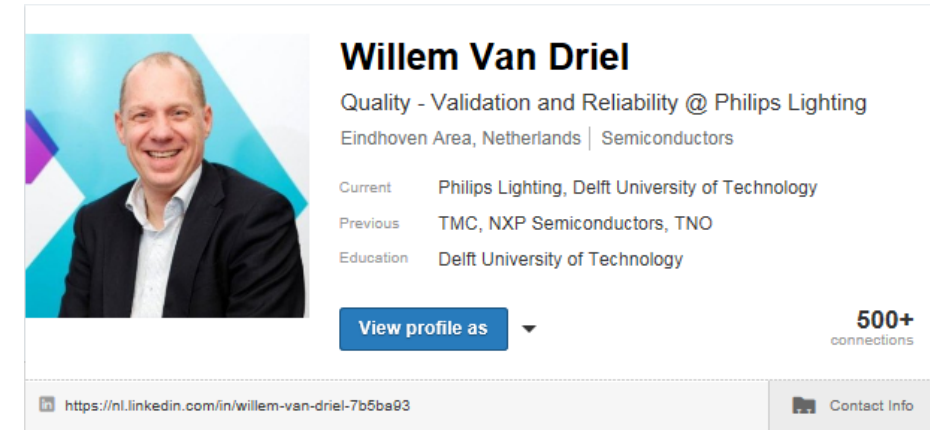 Willem Van Driel
Quality - Validation and Reliability @ Philips Lighting
Eindhoven Area, Netherlands | Semiconductors
Current Philips Lighting, Delft University of Technology
Previous TMC, NXP Semiconductors, TNO
Education Delft University of Technology
View profile as
500+
connections
in https://nl.linkedin.com/in/willem-van-driel-7b5ba93
Contact Info